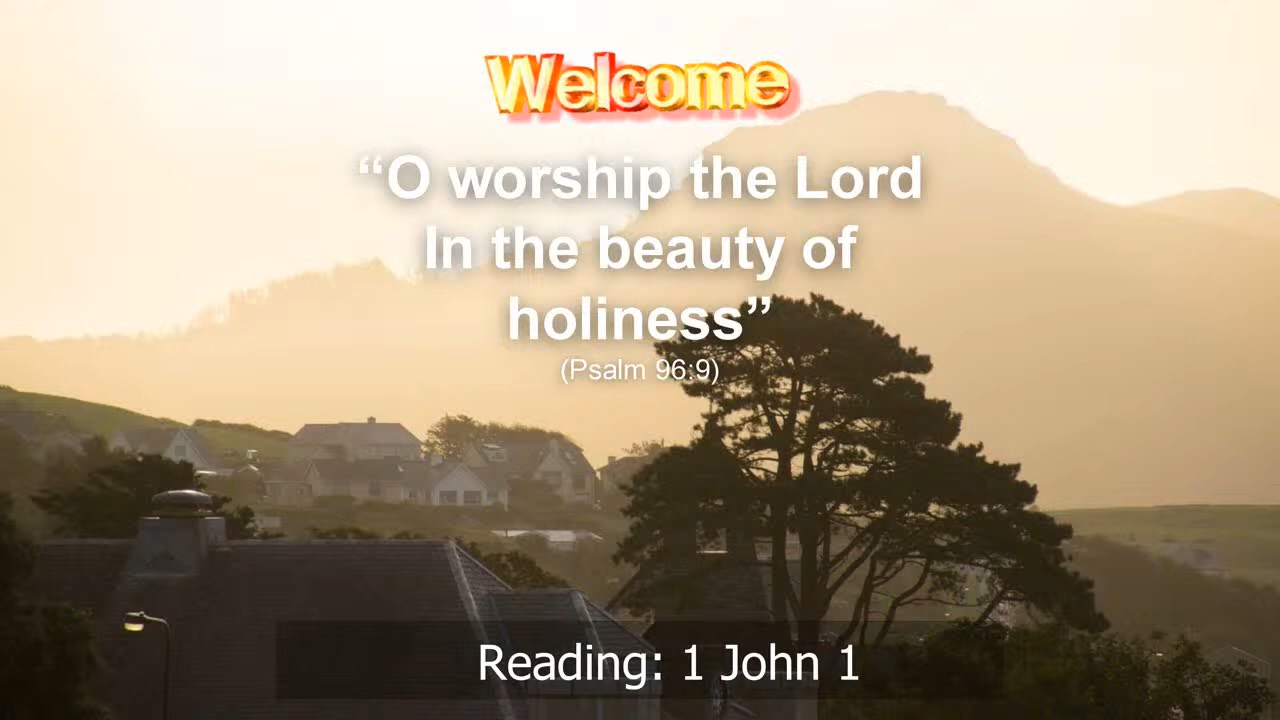 Welcome
“O worship the Lord
In the beauty of
holiness”
(Psalm 96:9)
Reading: 1 John 1